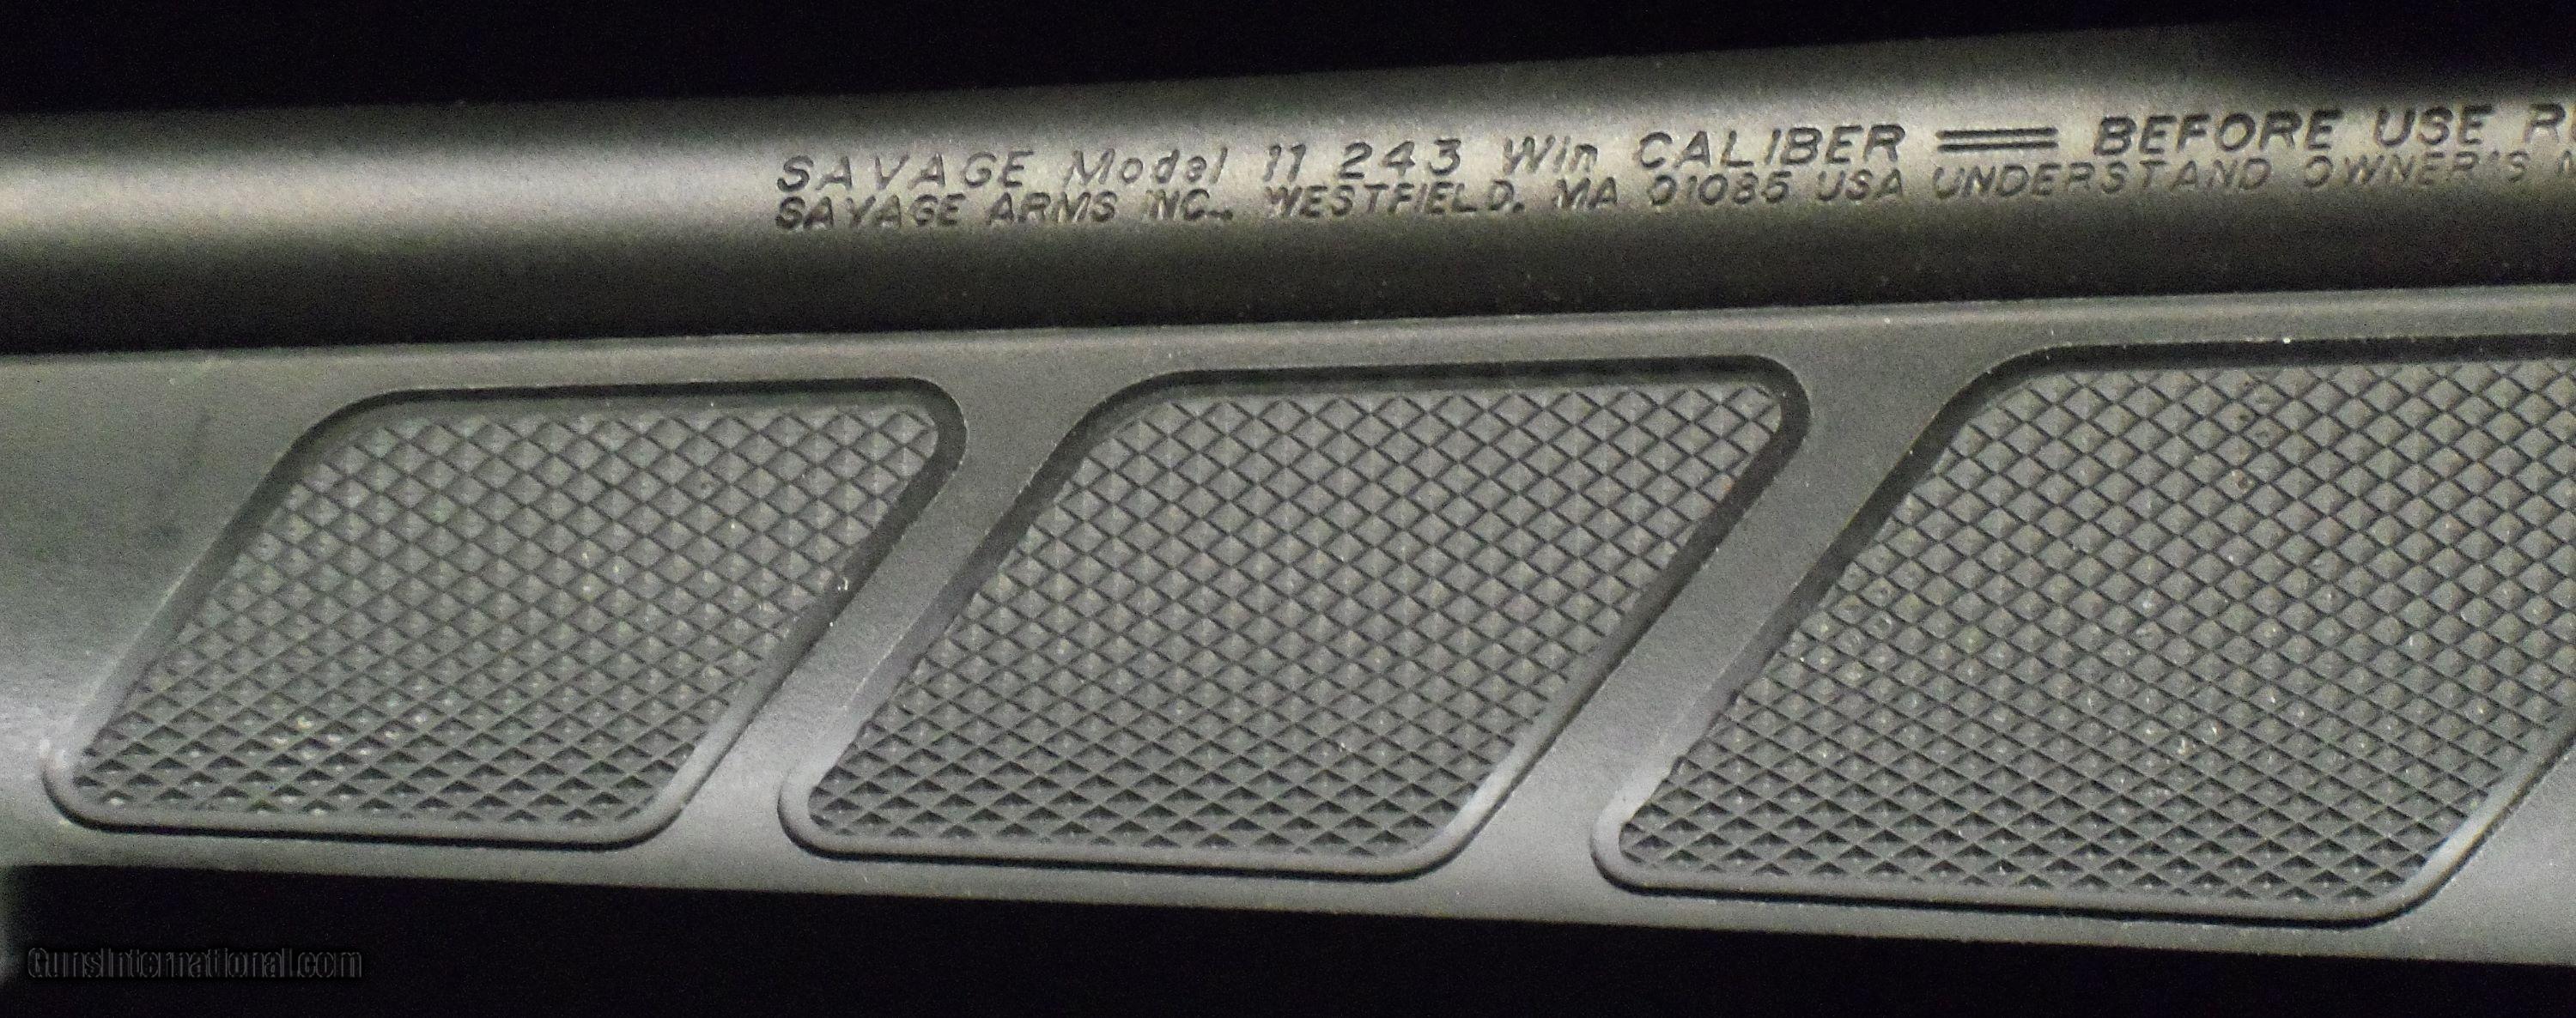 SAVAGE Model 11 243 Win CALIBER BEFORE USE R
SAVAGE ARMS INC., WESTFIELD, MA 01085 USA UNDERSTAND OWNER'S
GunsInternational.com